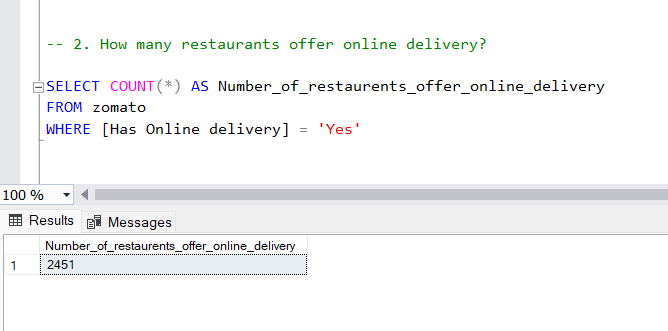 -- 2. How many restaurants offer online delivery?
SELECT COUNT(*) AS Number_of_restaurents_offer_online_delivery
FROM zomato
WHERE [Has Online delivery] = 'Yes'
100 %
Results Messages
Number_of_restaurents_offer_online_delivery
1 2451